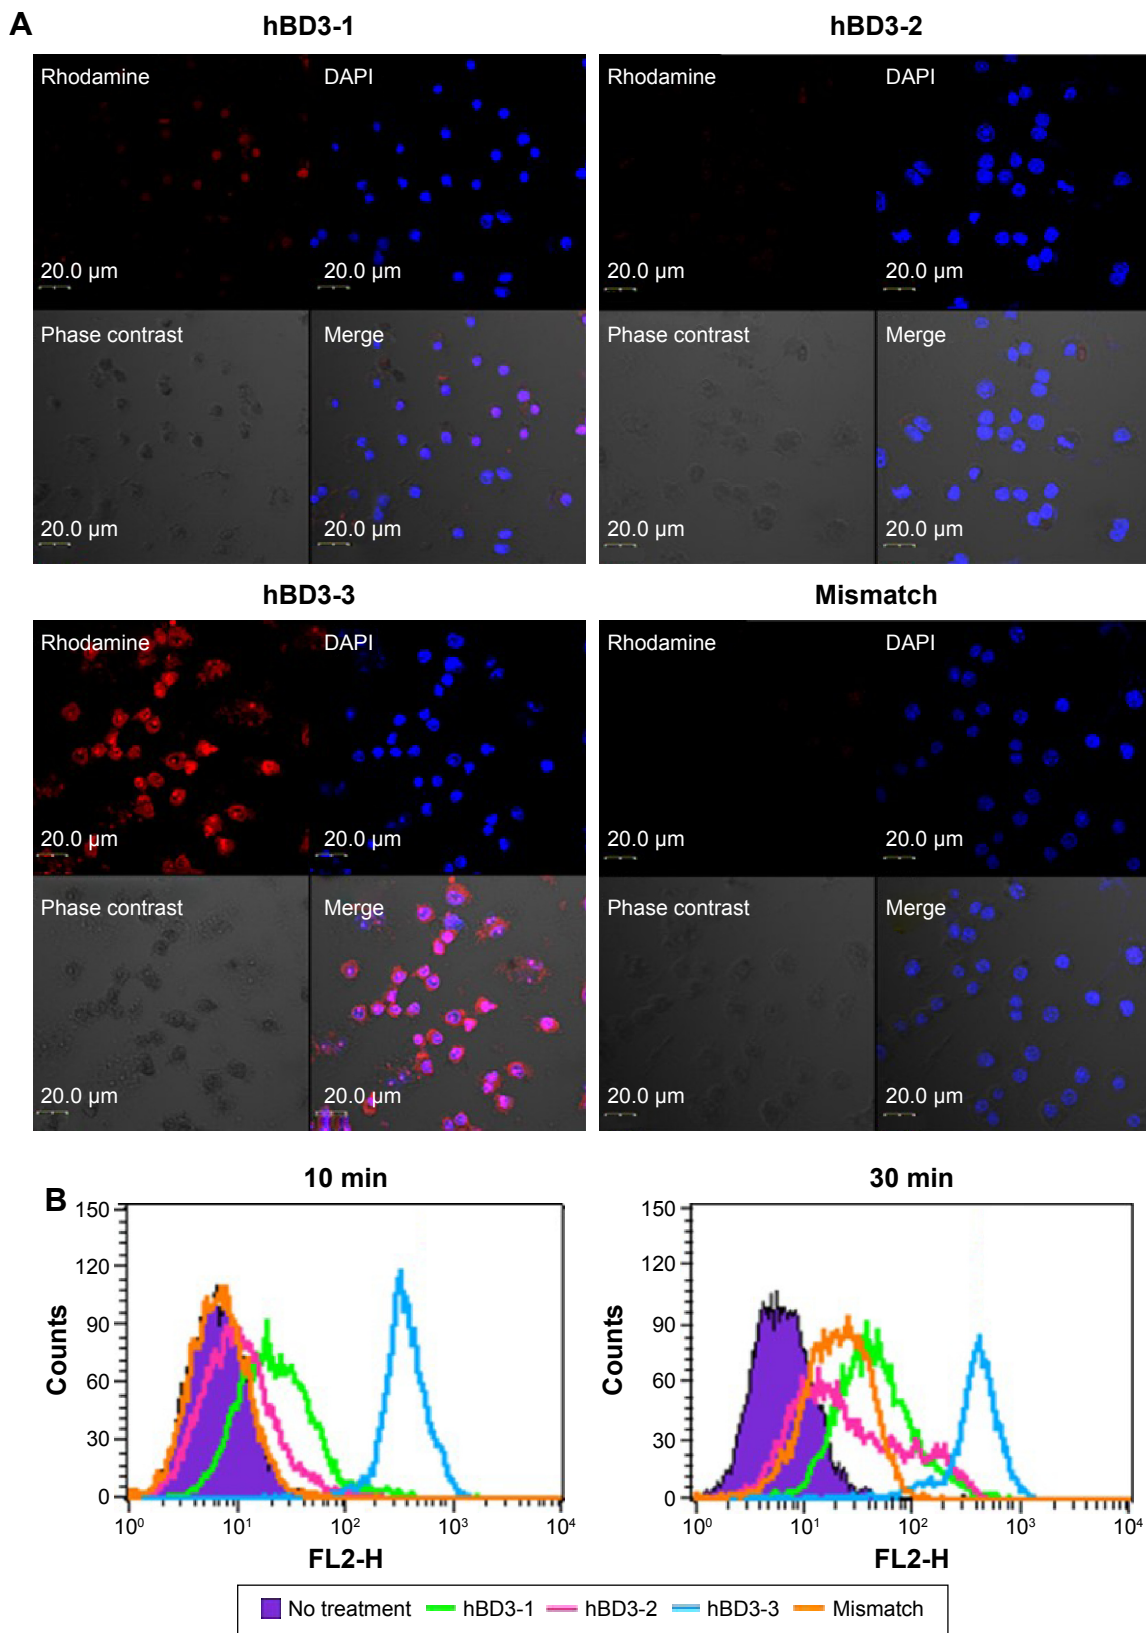 A
hBD3-1
hBD3-2
Rhodamine
DAPI
20.0 µm
20.0 µm
Phase contrast
Merge
20.0 µm
20.0 µm
Rhodamine
DAPI
20.0 µm
20.0 µm
Phase contrast
Merge
20.0 µm
20.0 µm
hBD3-3
Mismatch
Rhodamine
DAPI
20.0 µm
20.0 µm
Phase contrast
Merge
20.0 µm
20.0 µm
Rhodamine
DAPI
20.0 µm
20.0 µm
Phase contrast
Merge
20.0 µm
20.0 µm
B
10 min
150
120
90
60
30
0
Counts
10⁰ 10¹ 10² 10³ 10⁴
FL2-H
30 min
150
120
90
60
30
0
Counts
10⁰ 10¹ 10² 10³ 10⁴
FL2-H
No treatment hBD3-1 hBD3-2 hBD3-3 Mismatch